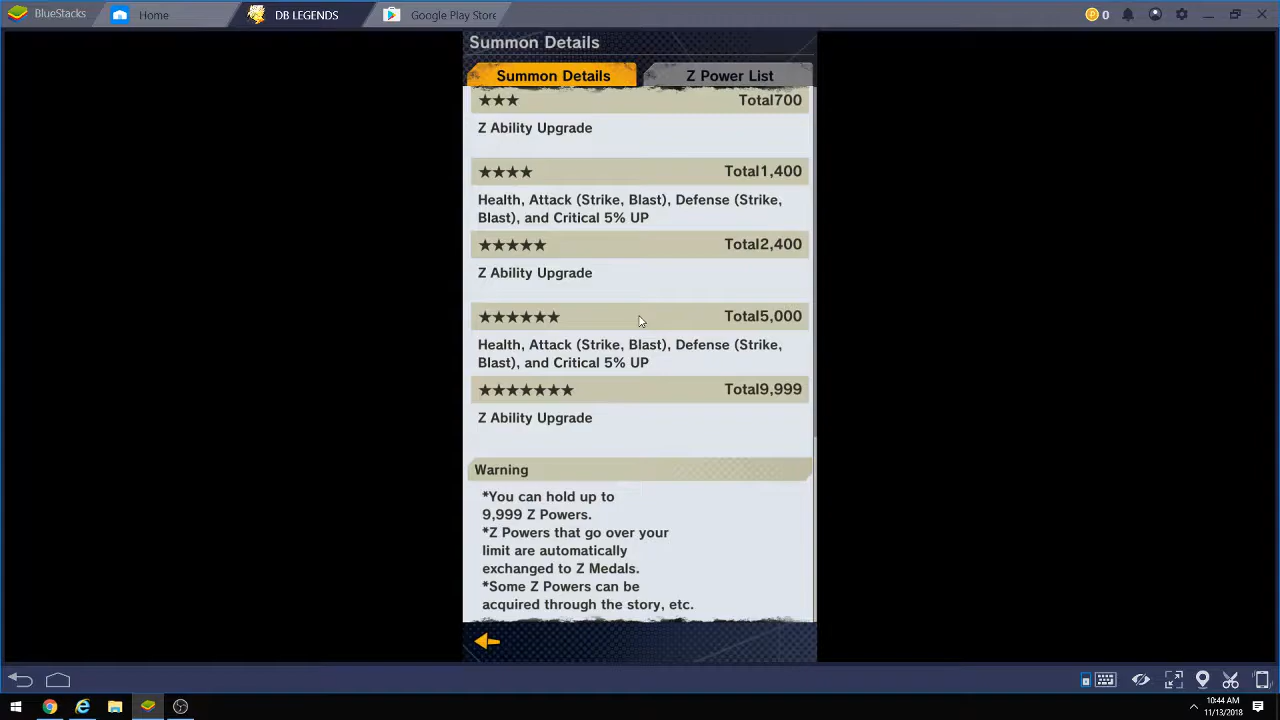 BlueStacks Home DB LEGENDS Google Play Store 0
Summon Details
Summon Details Z Power List
★★★ Total700
Z Ability Upgrade
★★★★ Total1,400
Health, Attack (Strike, Blast), Defense (Strike,
Blast), and Critical 5% UP
★★★★★ Total2,400
Z Ability Upgrade
★★★★★★ Total5,000
Health, Attack (Strike, Blast), Defense (Strike,
Blast), and Critical 5% UP
★★★★★★★ Total9,999
Z Ability Upgrade
Warning
*You can hold up to
9,999 Z Powers.
*Z Powers that go over your
limit are automatically
exchanged to Z Medals.
*Some Z Powers can be
acquired through the story, etc.
10:44 AM
11/13/2018